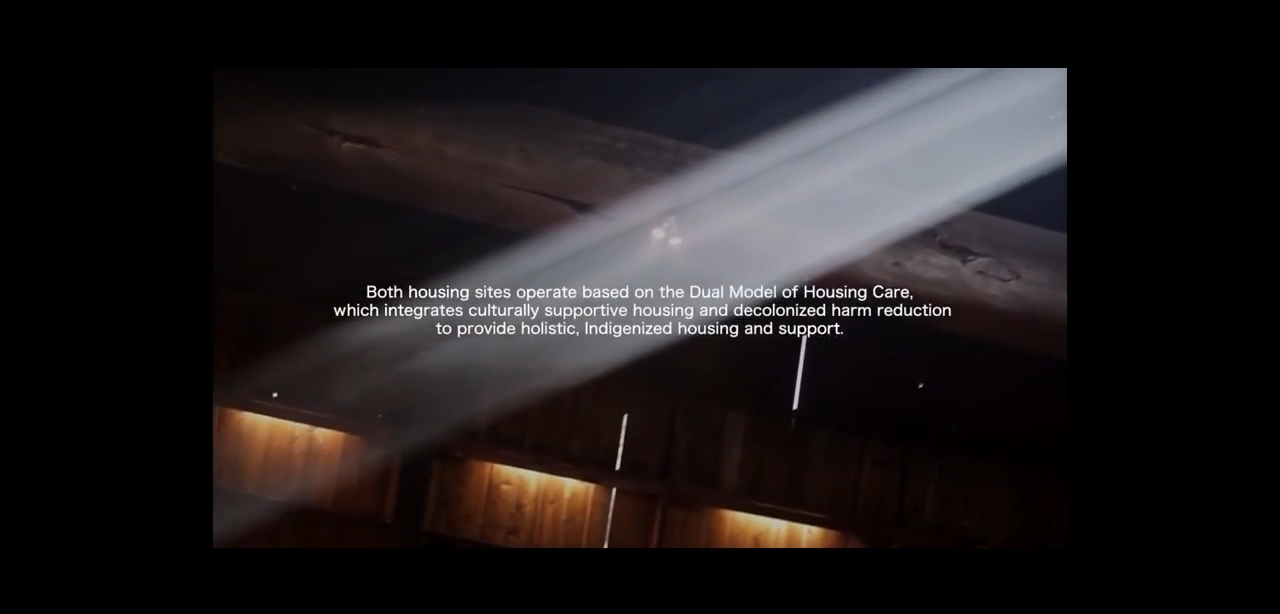 Both housing sites operate based on the Dual Model of Housing Care,
which integrates culturally supportive housing and decolonized harm reduction
to provide holistic, Indigenized housing and support.